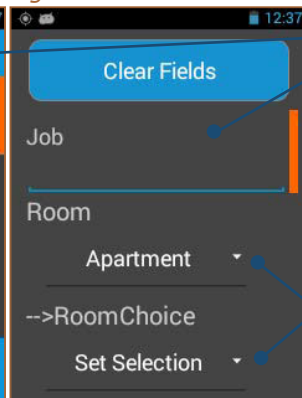 12:37
Clear Fields
Job
Room
Apartment
-->RoomChoice
Set Selection